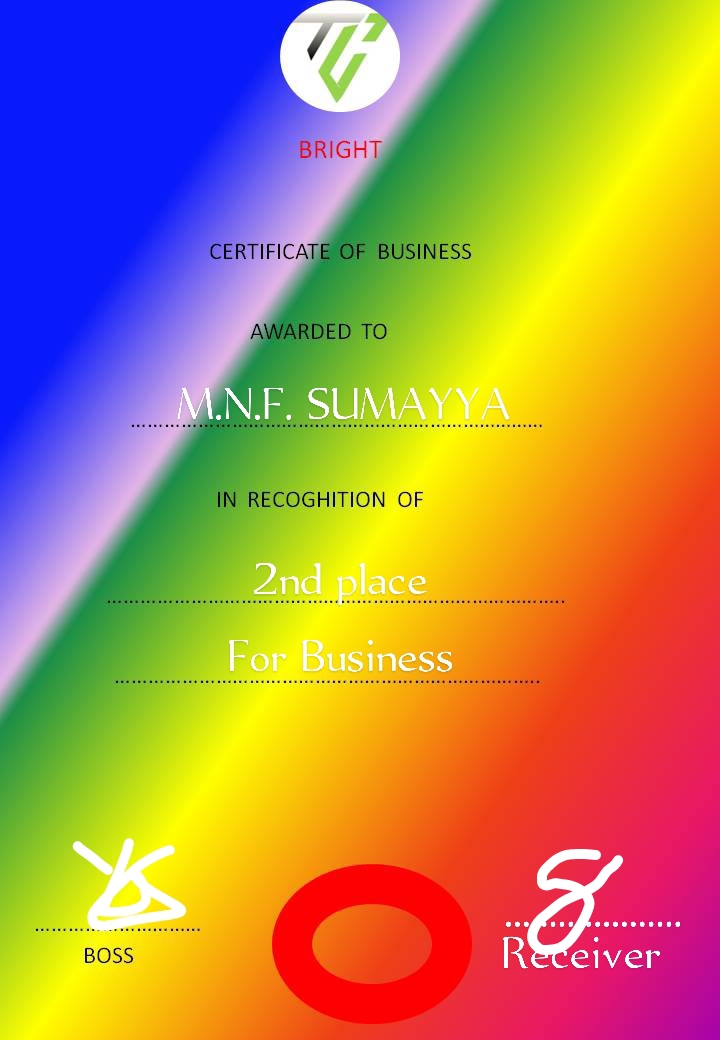 BRIGHT
CERTIFICATE OF BUSINESS
AWARDED TO
M.N.F. SUMAYYA
IN RECOGHITION OF
2nd place
For Business
BOSS
Receiver